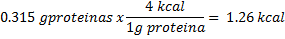 0.315 gproteinas x 4 kcal / 1g proteina = 1.26 kcal